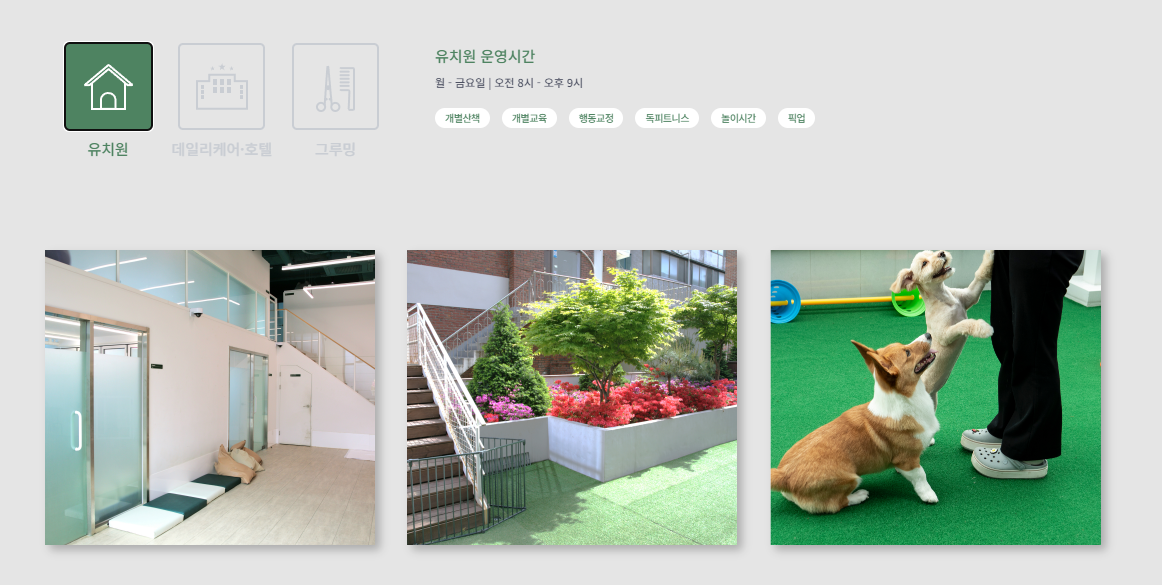 유치원
데일리케어·호텔
그루밍
유치원 운영시간
월 - 금요일 | 오전 8시 - 오후 9시
개별산책
개별교육
행동교정
독피트니스
놀이시간
픽업